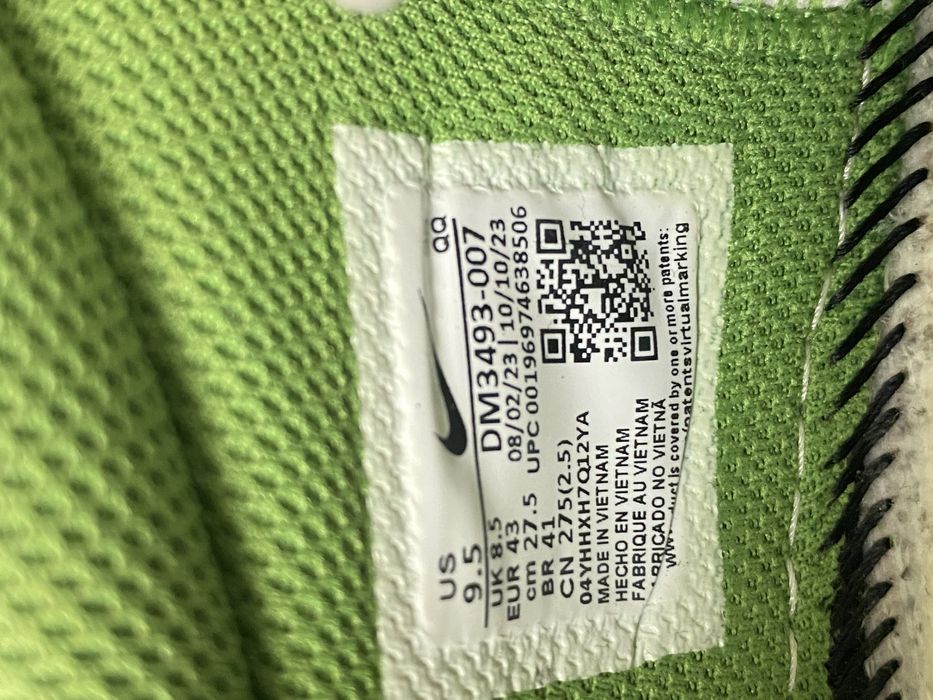 US
9.5
QQ
UK 8.5
DM3493-007
EUR 43
08/02/23 | 10/10/23
cm 27.5
UPC 00196974638506
BR 41
CN 275(2.5)
04YHHXH7Q12YA
MADE IN VIETNAM
HECHO EN VIETNAM
FABRIQUE AU VIETNAM
FABRICADO NO VIETNÃ
is covered by one or more patents:
patentsvirtualmarking